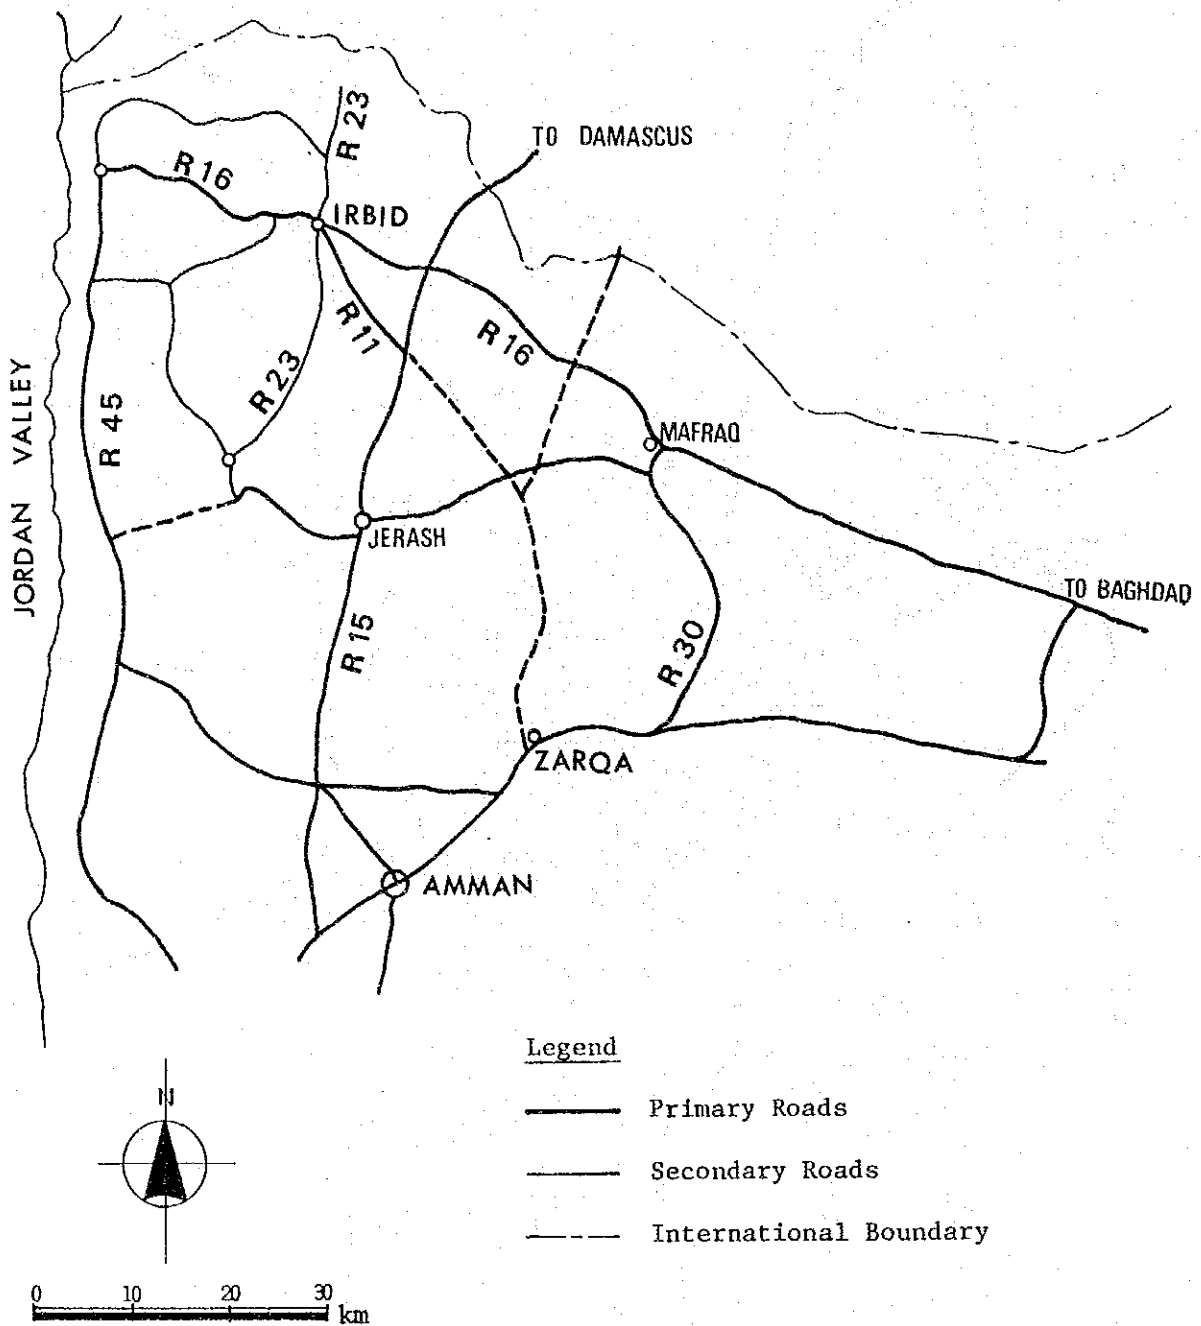 R 23
TO DAMASCUS
R 16
IRBID
R 11
R 16
R 23
JORDAN VALLEY
R 45
MAFRAQ
JERASH
TO BAGHDAD
R 15
R 30
ZARQA
AMMAN
Legend
N
Primary Roads
Secondary Roads
International Boundary
0 10 20 30
km